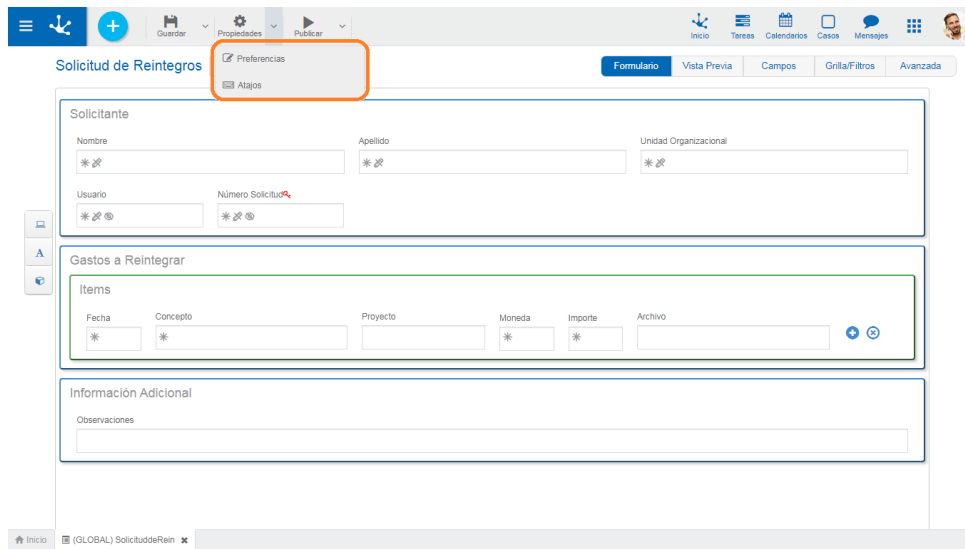 Guardar Propiedades Publicar Inicio Tareas Calendarios Casos Mensajes
Preferencias
Atajos
Solicitud de Reintegros Formulario Vista Previa Campos Grilla/Filtros Avanzada
Solicitante
Nombre Apellido Unidad Organizacional
Usuario Número Solicitud
A
Gastos a Reintegrar
Items
Fecha Concepto Proyecto Moneda Importe Archivo
Información Adicional
Observaciones
Inicio (GLOBAL) SolicituddeRein